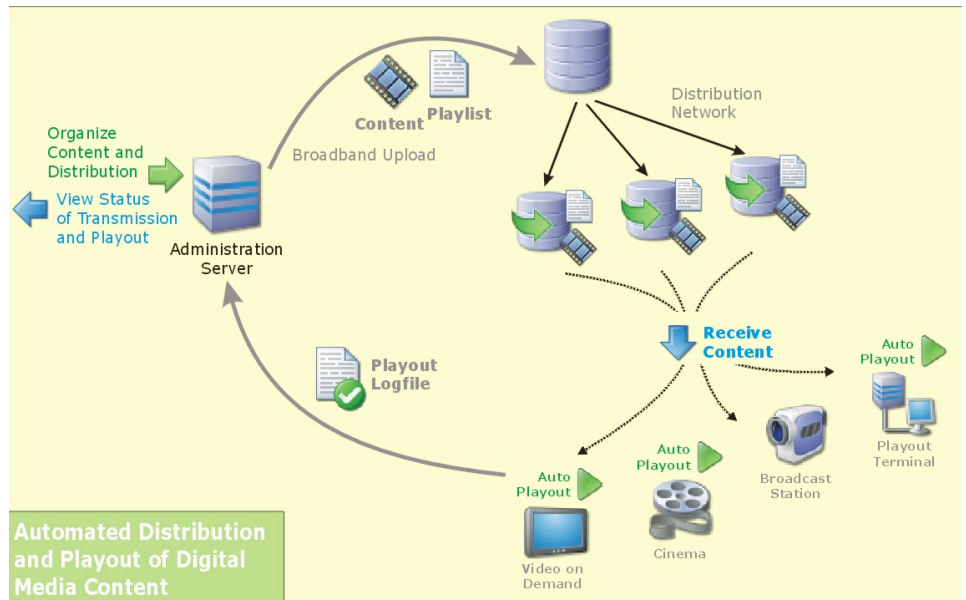 Content
Playlist
Broadband Upload
Distribution
Network
Organize
Content and
Distribution
View Status
of Transmission
and Playout
Administration
Server
Receive
Content
Playout
Logfile
Auto
Playout
Playout
Terminal
Broadcast
Station
Auto
Playout
Cinema
Auto
Playout
Video on
Demand
Automated Distribution
and Playout of Digital
Media Content